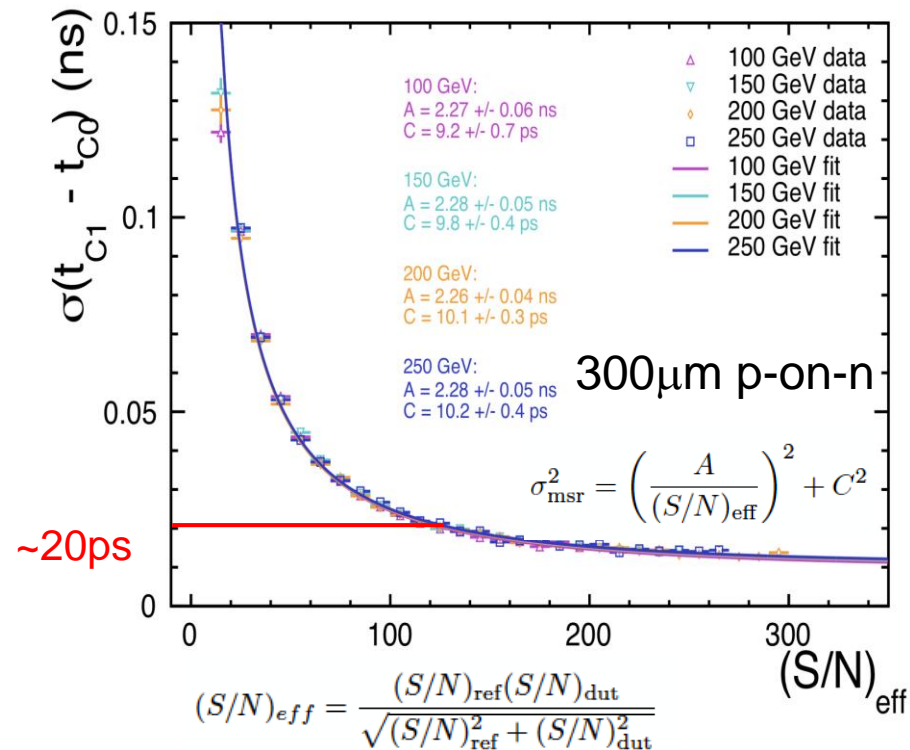 σ(t_C1 - t_C0) (ns)
0.15
0.1
0.05
0
100 GeV:
A = 2.27 +/- 0.06 ns
C = 9.2 +/- 0.7 ps
150 GeV:
A = 2.28 +/- 0.05 ns
C = 9.8 +/- 0.4 ps
200 GeV:
A = 2.26 +/- 0.04 ns
C = 10.1 +/- 0.3 ps
250 GeV:
A = 2.28 +/- 0.05 ns
C = 10.2 +/- 0.4 ps
100 GeV data
150 GeV data
200 GeV data
250 GeV data
100 GeV fit
150 GeV fit
200 GeV fit
250 GeV fit
300μm p-on-n
σ²_msr = (A / (S/N)_eff)² + C²
~20ps
0 100 200 300
(S/N)_eff
(S/N)_eff = (S/N)_ref(S/N)_dut / √((S/N)²_ref + (S/N)²_dut)